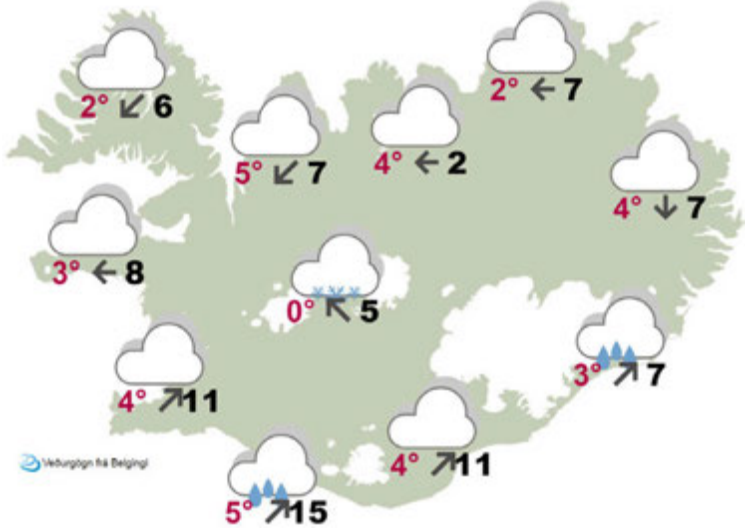 2° ← 7
2° ↙ 6
4° ← 2
5° ↙ 7
4° ↓ 7
3° ← 8
0° ↖ 5
3° ↗ 7
4° ↗ 11
4° ↗ 11
Veðurgögn frá Belgingi
5° ↗ 15